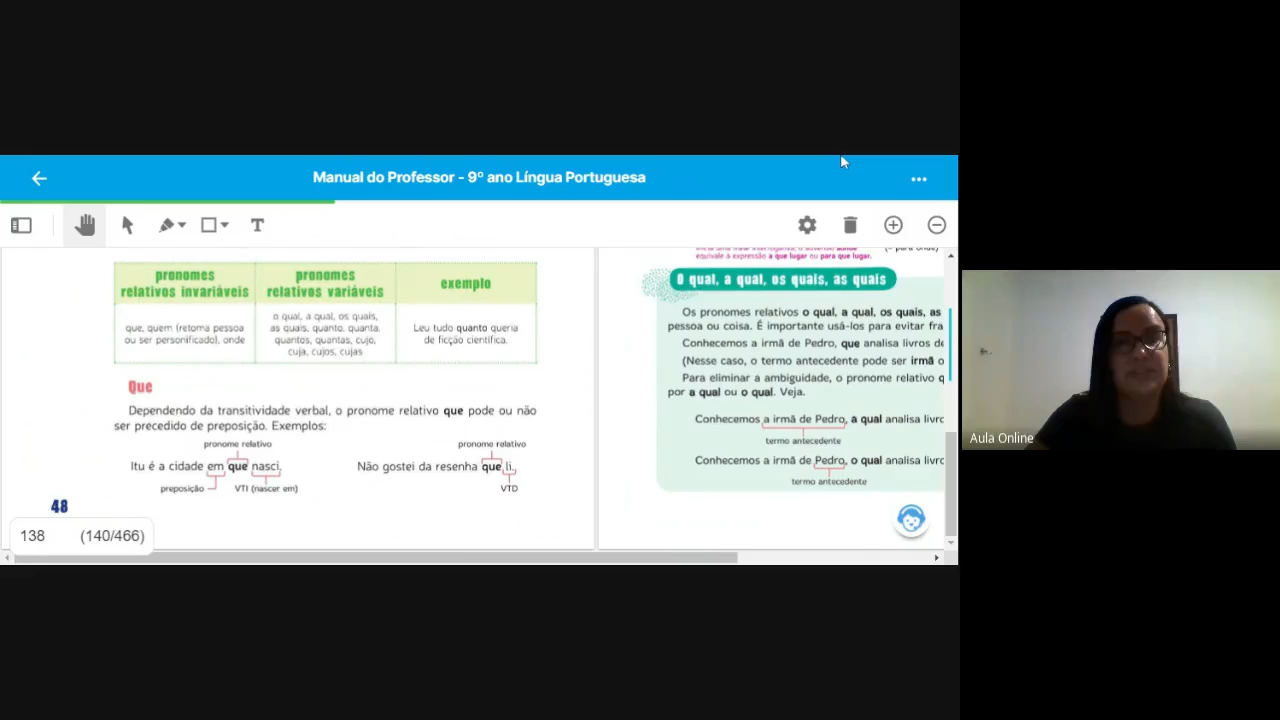 Manual do Professor - 9º ano Língua Portuguesa
T
pronomes relativos invariáveis
pronomes relativos variáveis
exemplo
que, quem (retoma pessoa
ou ser personificado), onde
o qual, a qual, os quais,
as quais, quanto, quanta,
quantos, quantas, cujo,
cuja, cujos, cujas
Leu tudo quanto queria
de ficção científica.
Que
Dependendo da transitividade verbal, o pronome relativo que pode ou não
ser precedido de preposição. Exemplos:
pronome relativo
Itu é a cidade em que nasci.
preposição
VTI (nascer em)
pronome relativo
Não gostei da resenha que li.
VTD
48
138 (140/466)
equivale à expressão a que lugar ou para que lugar.
O qual, a qual, os quais, as quais
Os pronomes relativos o qual, a qual, os quais, as
pessoa ou coisa. É importante usá-los para evitar fra
Conhecemos a irmã de Pedro, que analisa livros de
(Nesse caso, o termo antecedente pode ser irmã o
Para eliminar a ambiguidade, o pronome relativo q
por a qual ou o qual. Veja.
Conhecemos a irmã de Pedro, a qual analisa livro
termo antecedente
Conhecemos a irmã de Pedro, o qual analisa livro
termo antecedente
Aula Online